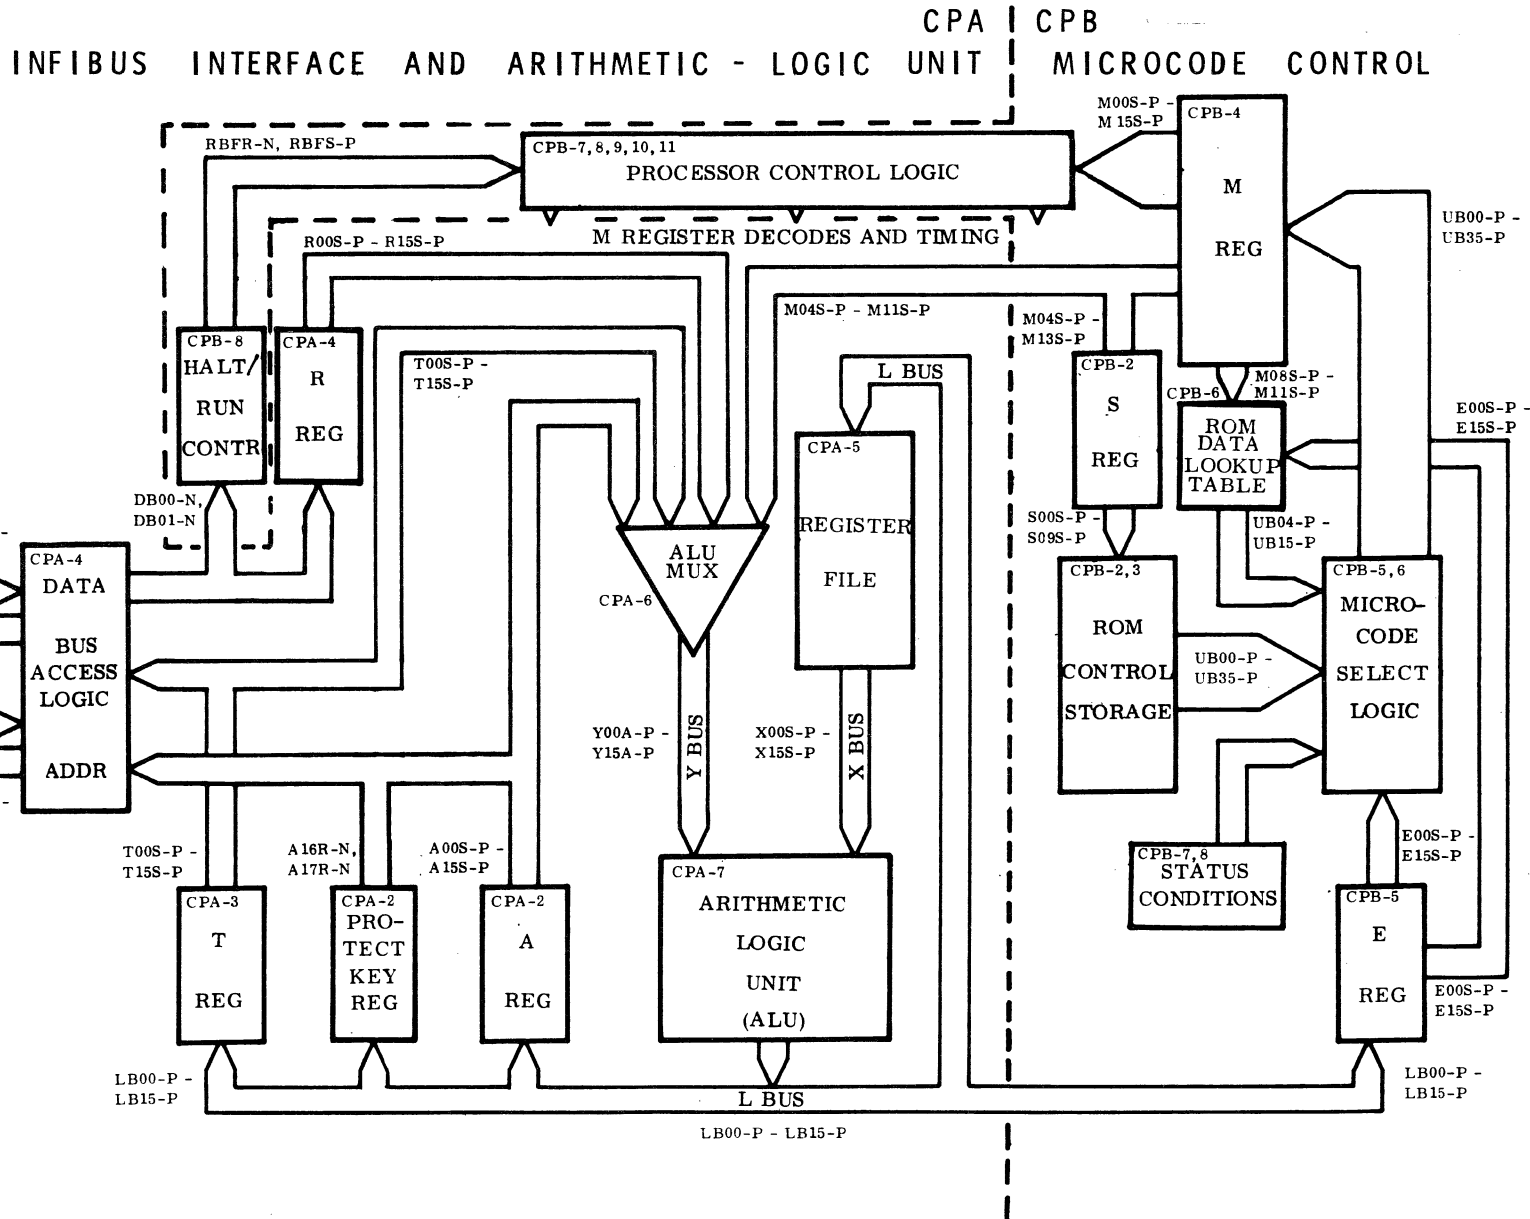 CPA CPB
INFIBUS INTERFACE AND ARITHMETIC - LOGIC UNIT
MICROCODE CONTROL
RBFR-N, RBFS-P
CPB-7,8,9,10,11
PROCESSOR CONTROL LOGIC
M00S-P -
M15S-P
CPB-4
M
REG
UB00-P -
UB35-P
M REGISTER DECODES AND TIMING
R00S-P - R15S-P
M04S-P - M11S-P
M04S-P -
M13S-P
CPB-8
HALT/
RUN
CONTR
CPA-4
R
REG
T00S-P -
T15S-P
L BUS
CPB-2
S
REG
M08S-P -
M11S-P
CPB-6
ROM
DATA
LOOKUP
TABLE
E00S-P -
E15S-P
DB00-N,
DB01-N
CPA-5
REGISTER
FILE
S00S-P -
S09S-P
UB04-P -
UB15-P
CPA-4
DATA
BUS
ACCESS
LOGIC
ADDR
ALU
MUX
CPA-6
CPB-2,3
ROM
CONTROL
STORAGE
UB00-P -
UB35-P
CPB-5,6
MICRO-
CODE
SELECT
LOGIC
Y00A-P -
Y15A-P
Y BUS
X00S-P -
X15S-P
X BUS
T00S-P -
T15S-P
A16R-N,
A17R-N
A00S-P -
A15S-P
CPB-7,8
STATUS
CONDITIONS
E00S-P -
E15S-P
CPA-3
T
REG
CPA-2
PRO-
TECT
KEY
REG
CPA-2
A
REG
CPA-7
ARITHMETIC
LOGIC
UNIT
(ALU)
CPB-5
E
REG
E00S-P -
E15S-P
LB00-P -
LB15-P
L BUS
LB00-P - LB15-P
LB00-P -
LB15-P